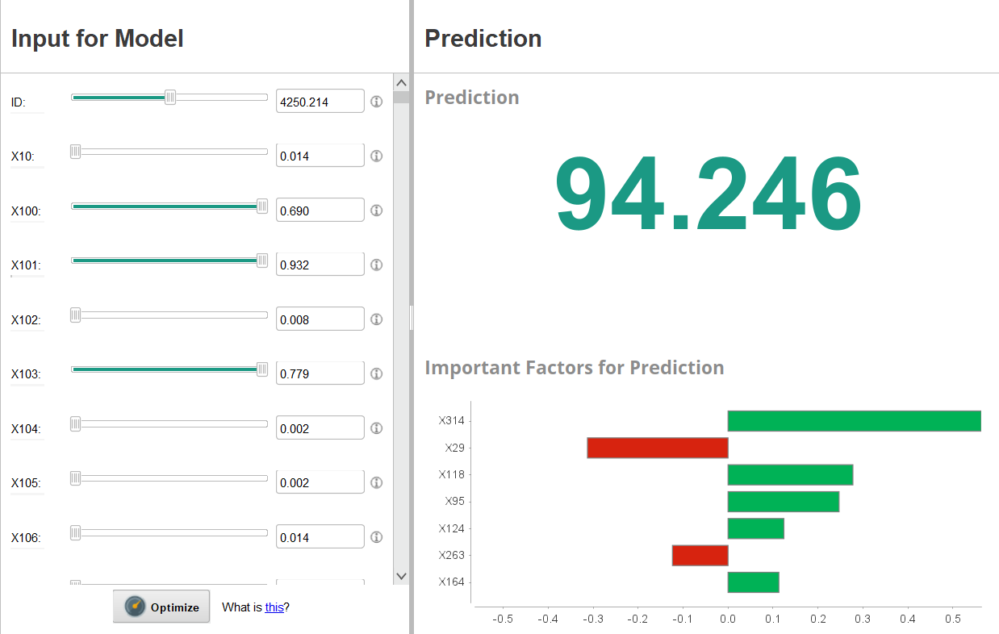 Input for Model
ID: 4250.214
X10: 0.014
X100: 0.690
X101: 0.932
X102: 0.008
X103: 0.779
X104: 0.002
X105: 0.002
X106: 0.014
Optimize What is this?
Prediction
Prediction
94.246
Important Factors for Prediction
X314
X29
X118
X95
X124
X263
X164
-0.5 -0.4 -0.3 -0.2 -0.1 0.0 0.1 0.2 0.3 0.4 0.5